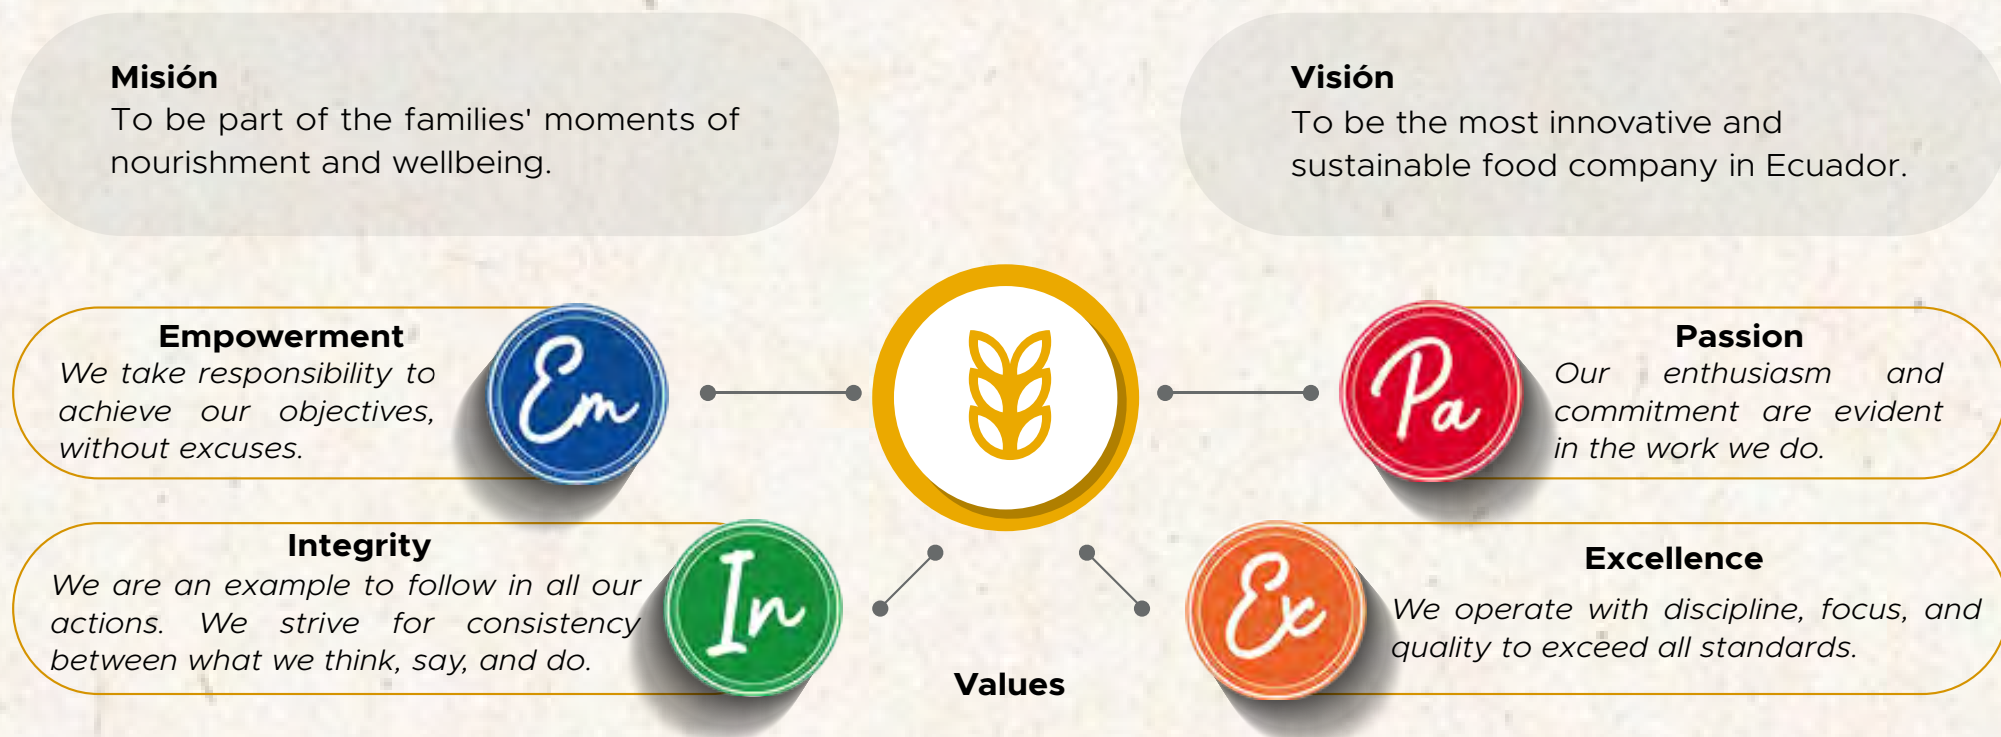 Misión
To be part of the families' moments of
nourishment and wellbeing.
Visión
To be the most innovative and
sustainable food company in Ecuador.
Empowerment
We take responsibility to
achieve our objectives,
without excuses.
Em
Pa
Passion
Our enthusiasm and
commitment are evident
in the work we do.
Integrity
We are an example to follow in all our
actions. We strive for consistency
between what we think, say, and do.
In
Ex
Excellence
We operate with discipline, focus, and
quality to exceed all standards.
Values